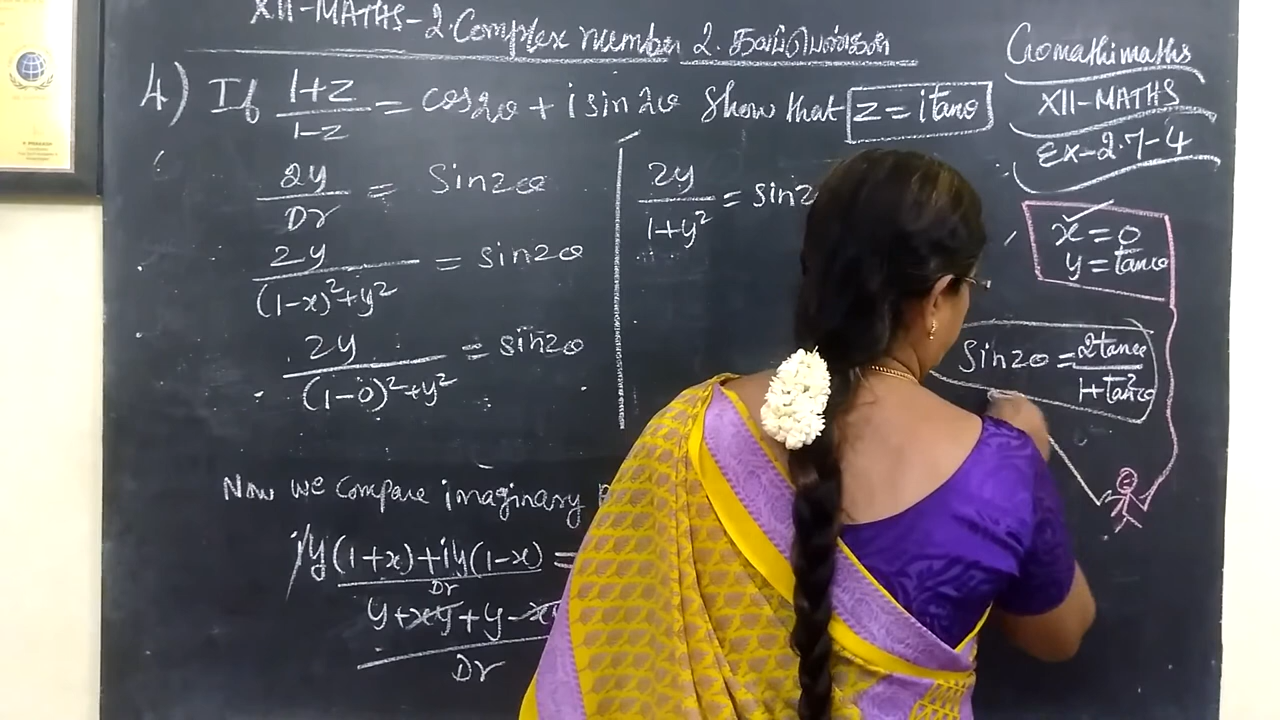 XII-MATHS-2.Complex number 2. கலப்பெண்கள்
4) If 1+z/1-z = cos2θ + i sin2θ Show that z = i tanθ
Gomathimaths
XII-MATHS
Ex-2.7-4
2y/Dr = Sin2θ
2y/(1-x)²+y² = sin2θ
2y/(1-0)²+y² = sin2θ
Now we compare imaginary
iy(1+x)+iy(1-x)/Dr =
y+xy+y-x/Dr
2y/1+y² = sin2
x = 0
y = tanθ
Sin2θ = 2tanθ/1+tan²θ